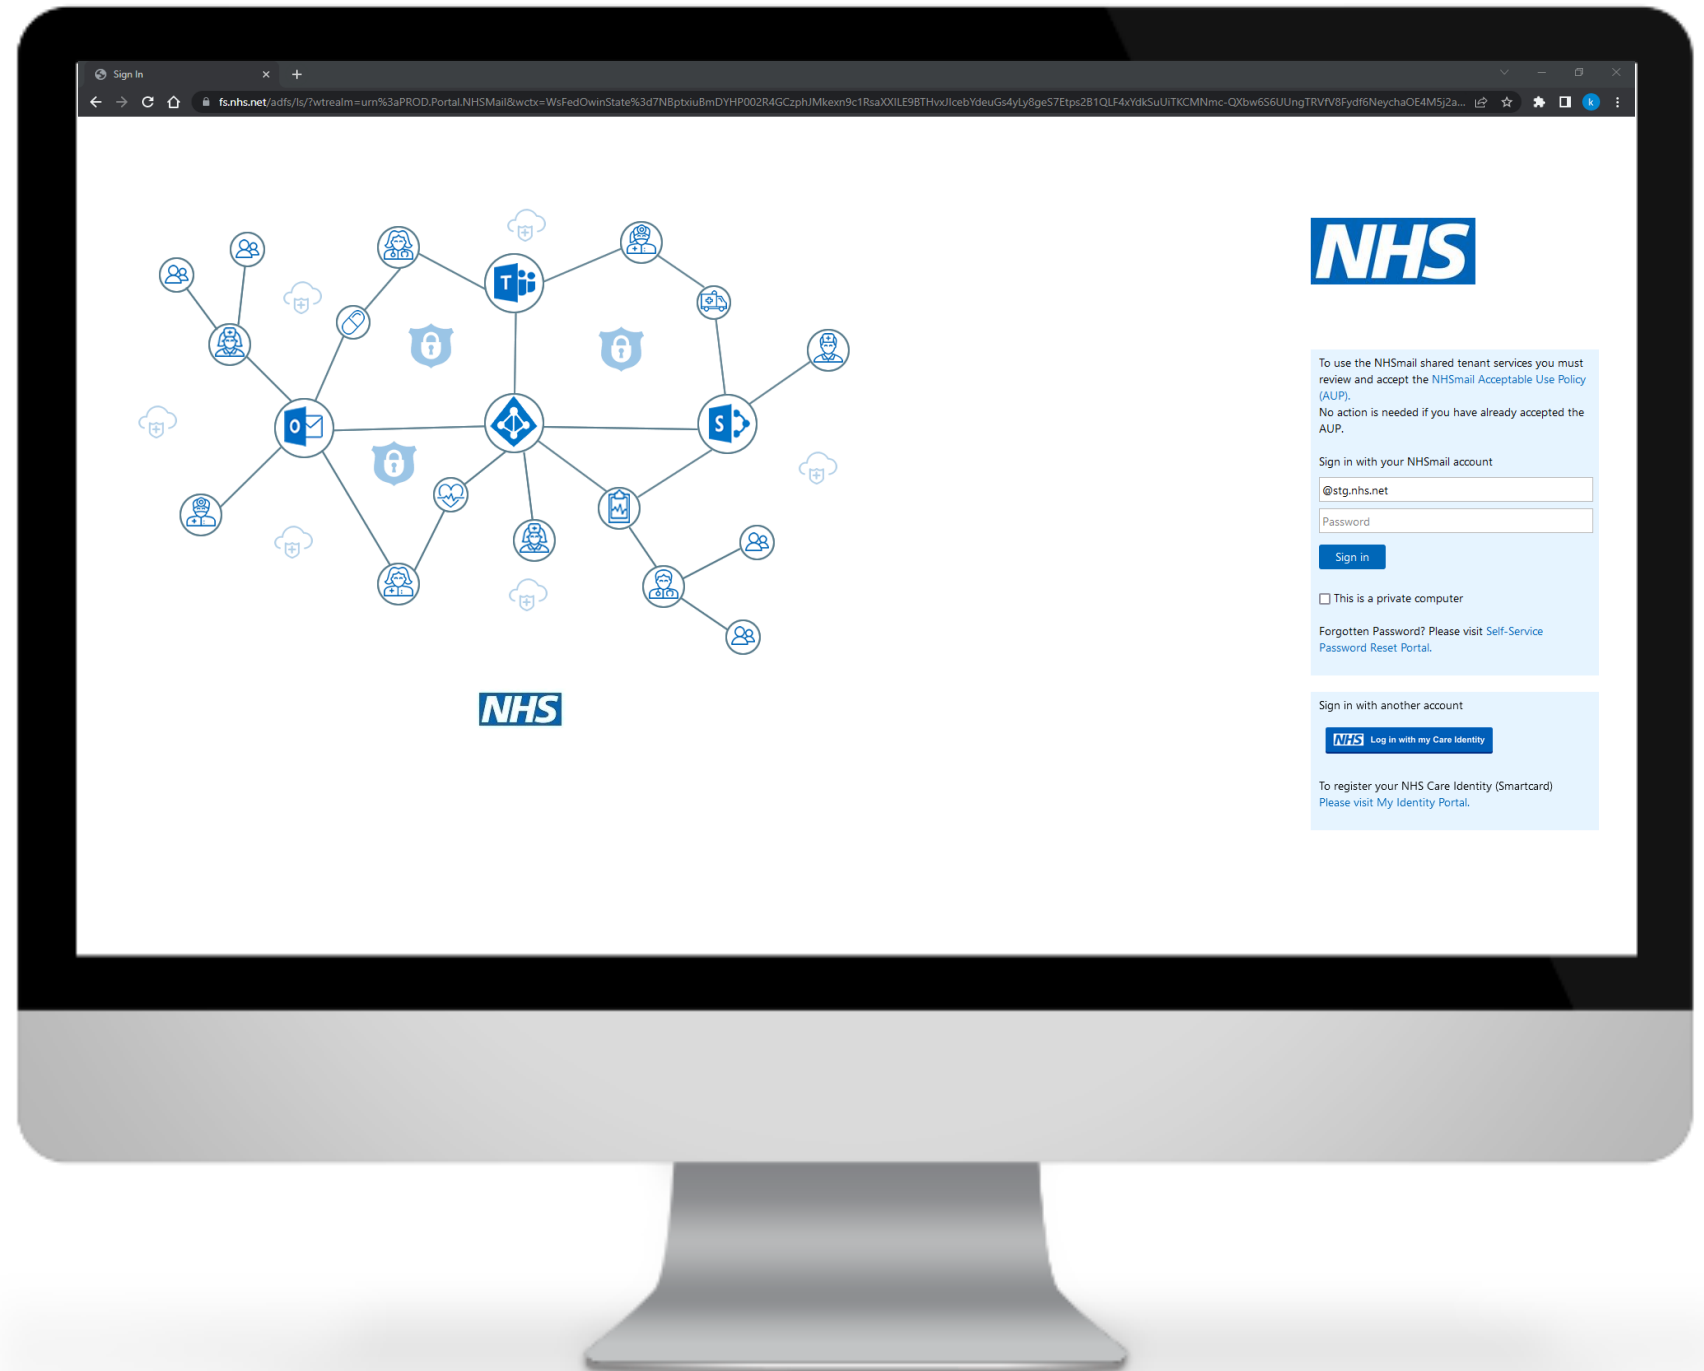 Sign In
fs.nhs.net/adfs/ls/?wtrealm=urn%3aPROD.Portal.NHSMail&wctx=WsFedOwinState%3d7NBptxiuBmDYHP002R4GCzphJMkexn9c1RsaXXILE9BTHvxJIcebYdeuGs4yLy8geS7Etps2B1QLF4xYdkSuUiTKCMNmc-QXbw6S6UUngTRVfV8Fydf6NeychaOE4M5j2a...
k
T
O
S
NHS
NHS
To use the NHSmail shared tenant services you must
review and accept the NHSmail Acceptable Use Policy
(AUP).
No action is needed if you have already accepted the
AUP.
Sign in with your NHSmail account
@stg.nhs.net
Password
Sign in
This is a private computer
Forgotten Password? Please visit Self-Service
Password Reset Portal.
Sign in with another account
NHS Log in with my Care Identity
To register your NHS Care Identity (Smartcard)
Please visit My Identity Portal.